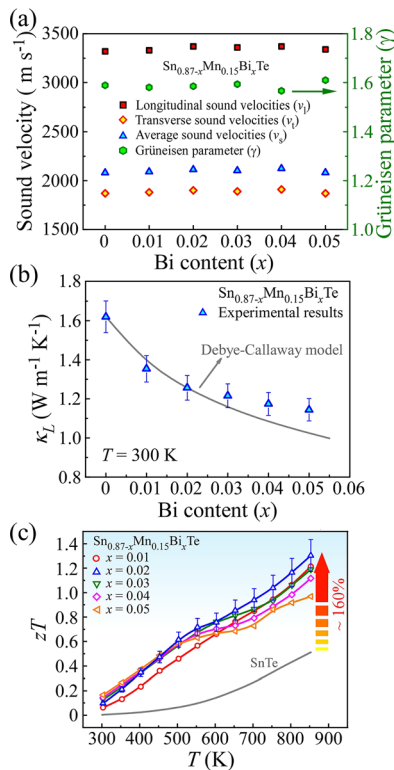 (a)
3500
3000
2500
2000
1500
Sound velocity ( m s⁻¹)
Sn₀.₈₇₋ₓMn₀.₁₅BiₓTe
Longitudinal sound velocities (vₗ)
Transverse sound velocities (vₜ)
Average sound velocities (vₛ)
Grüneisen parameter (γ)
1.8
1.6
1.4
1.2
1.0
Grüneisen parameter (γ)
0 0.01 0.02 0.03 0.04 0.05
Bi content (x)
(b)
1.8
1.6
1.4
1.2
1.0
0.8
κL (W m⁻¹ K⁻¹)
Sn₀.₈₇₋ₓMn₀.₁₅BiₓTe
Experimental results
Debye-Callaway model
T = 300 K
0 0.01 0.02 0.03 0.04 0.05 0.06
Bi content (x)
(c)
1.4
1.2
1.0
0.8
0.6
0.4
0.2
0
zT
Sn₀.₈₇₋ₓMn₀.₁₅BiₓTe
x = 0.01
x = 0.02
x = 0.03
x = 0.04
x = 0.05
~ 160%
SnTe
300 400 500 600 700 800 900
T (K)